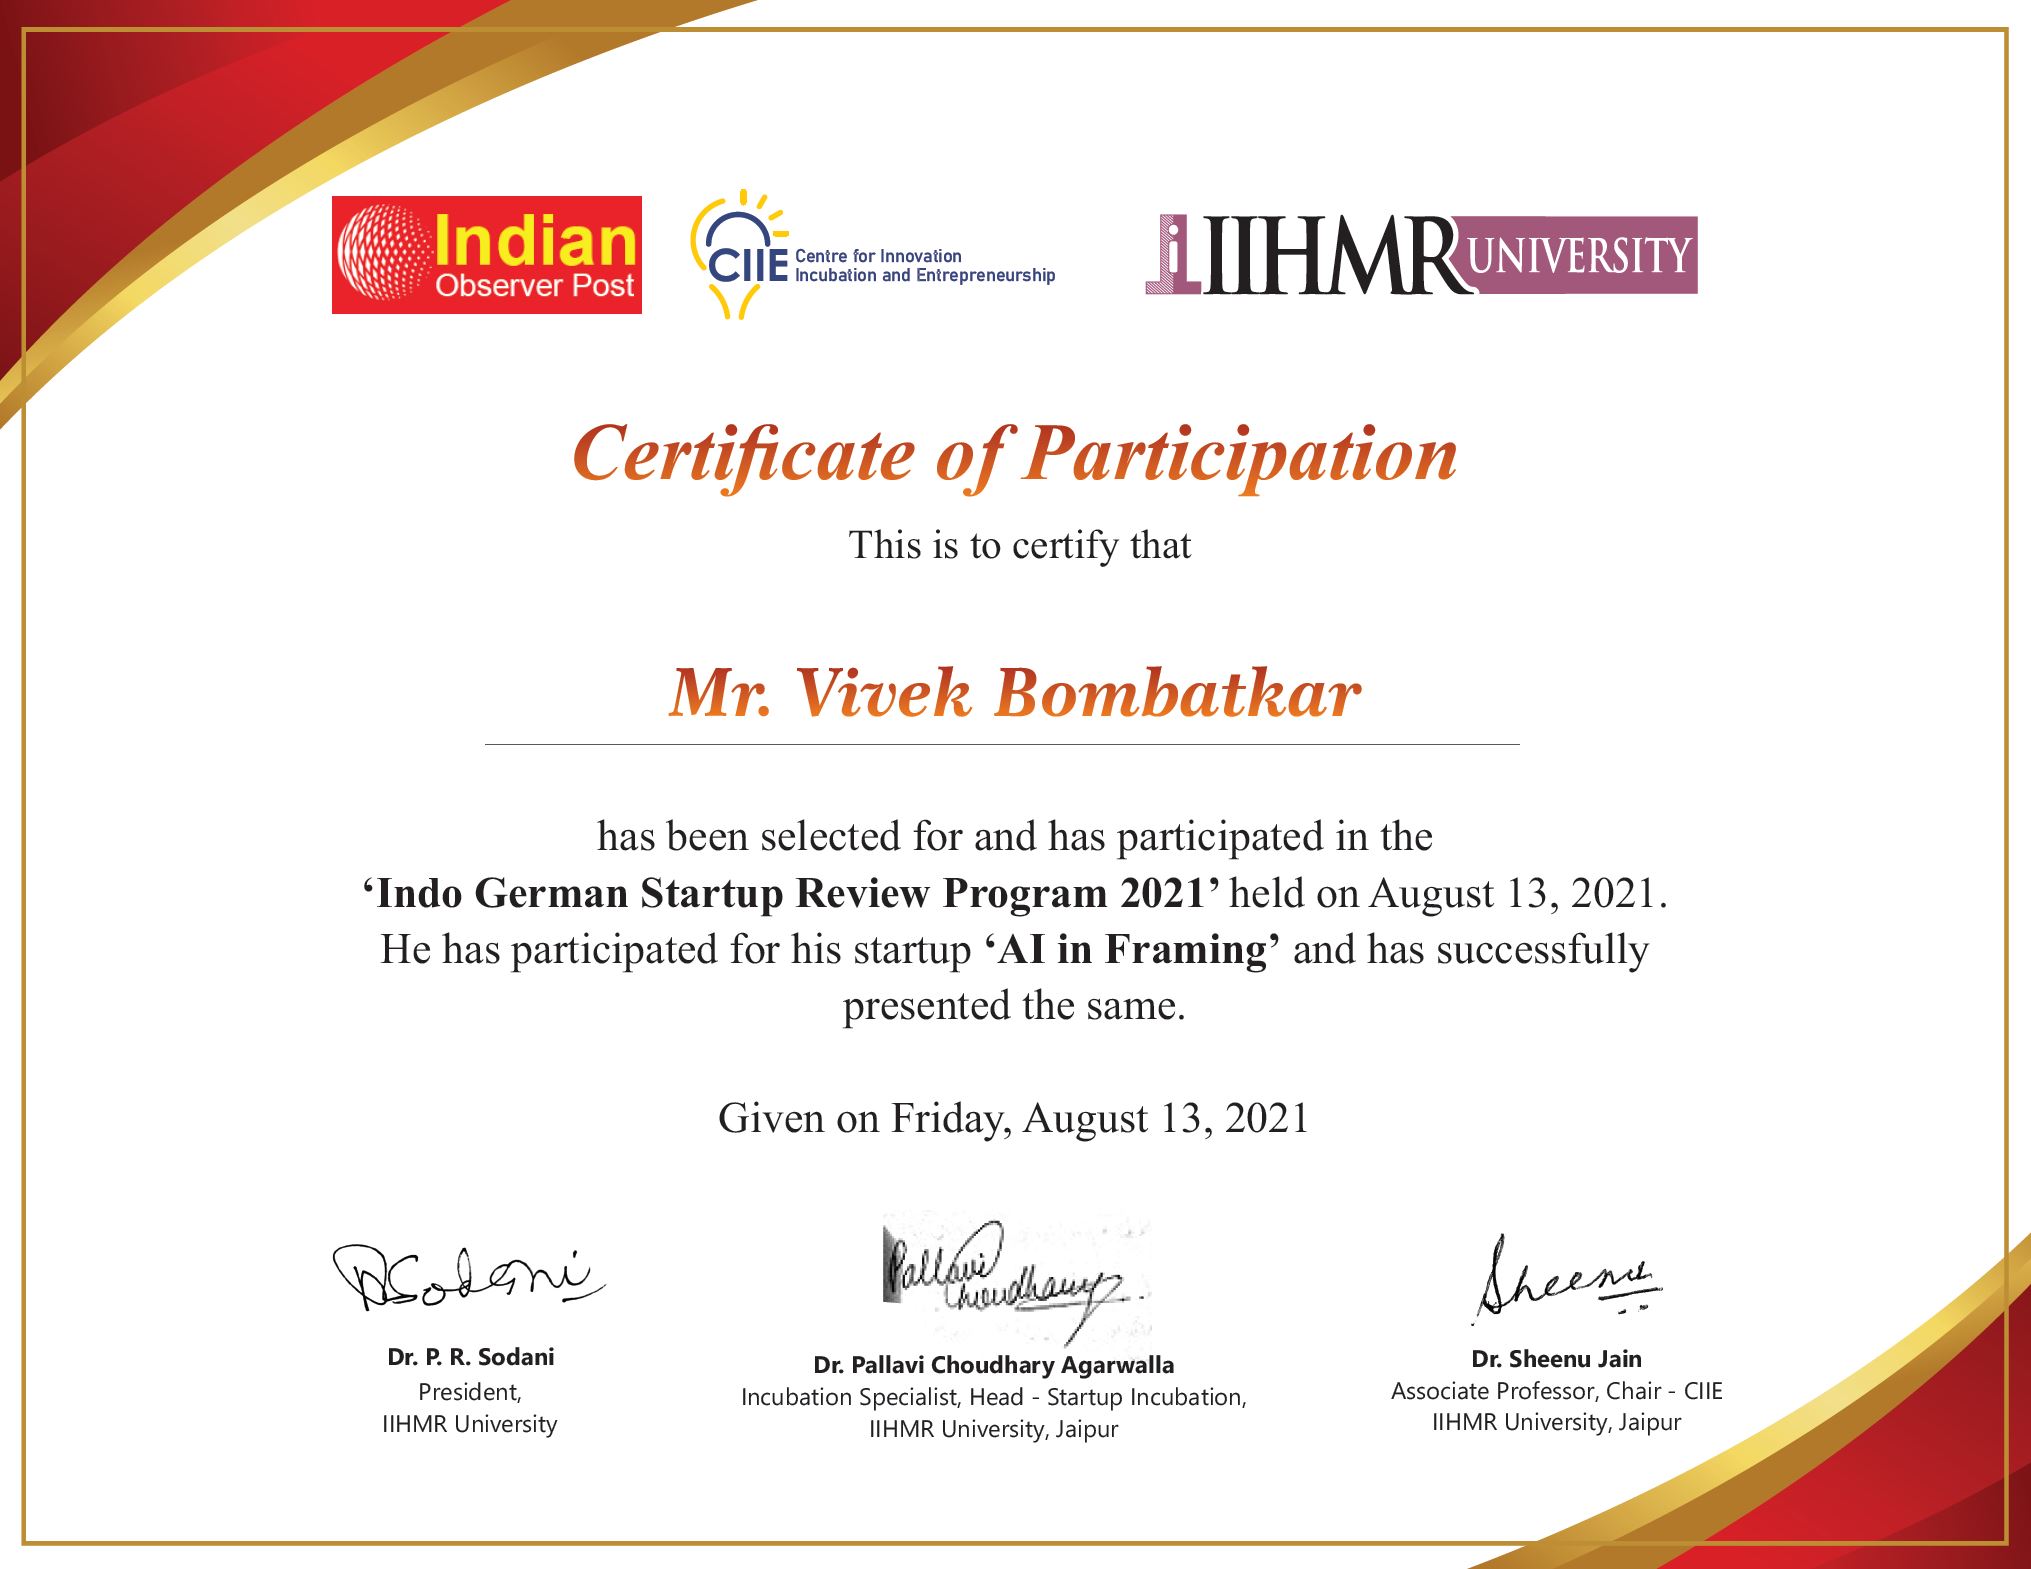 Indian
Observer Post
CIIE
Centre for Innovation
Incubation and Entrepreneurship
IIHMR UNIVERSITY
Certificate of Participation
This is to certify that
Mr. Vivek Bombatkar
has been selected for and has participated in the
‘Indo German Startup Review Program 2021’ held on August 13, 2021.
He has participated for his startup ‘AI in Framing’ and has successfully
presented the same.
Given on Friday, August 13, 2021
PRSodani
Pallavi
Choudhary
Sheenu
Dr. P. R. Sodani
President,
IIHMR University
Dr. Pallavi Choudhary Agarwalla
Incubation Specialist, Head - Startup Incubation,
IIHMR University, Jaipur
Dr. Sheenu Jain
Associate Professor, Chair - CIIE
IIHMR University, Jaipur